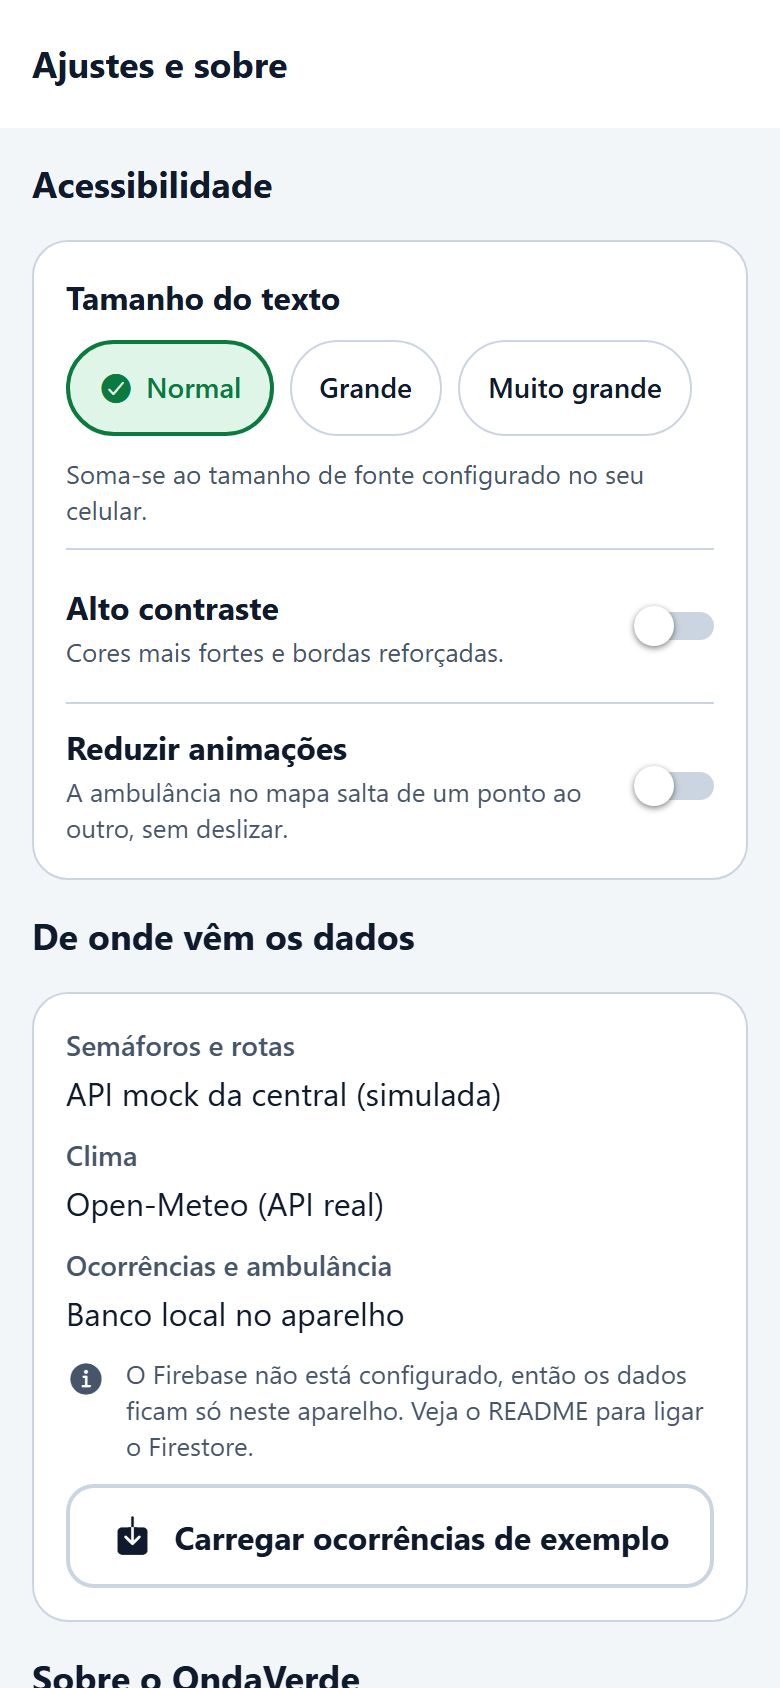 Ajustes e sobre
Acessibilidade
Tamanho do texto
Normal
Grande
Muito grande
Soma-se ao tamanho de fonte configurado no seu
celular.
Alto contraste
Cores mais fortes e bordas reforçadas.
Reduzir animações
A ambulância no mapa salta de um ponto ao
outro, sem deslizar.
De onde vêm os dados
Semáforos e rotas
API mock da central (simulada)
Clima
Open-Meteo (API real)
Ocorrências e ambulância
Banco local no aparelho
O Firebase não está configurado, então os dados
ficam só neste aparelho. Veja o README para ligar
o Firestore.
Carregar ocorrências de exemplo
Sobre o OndaVerde